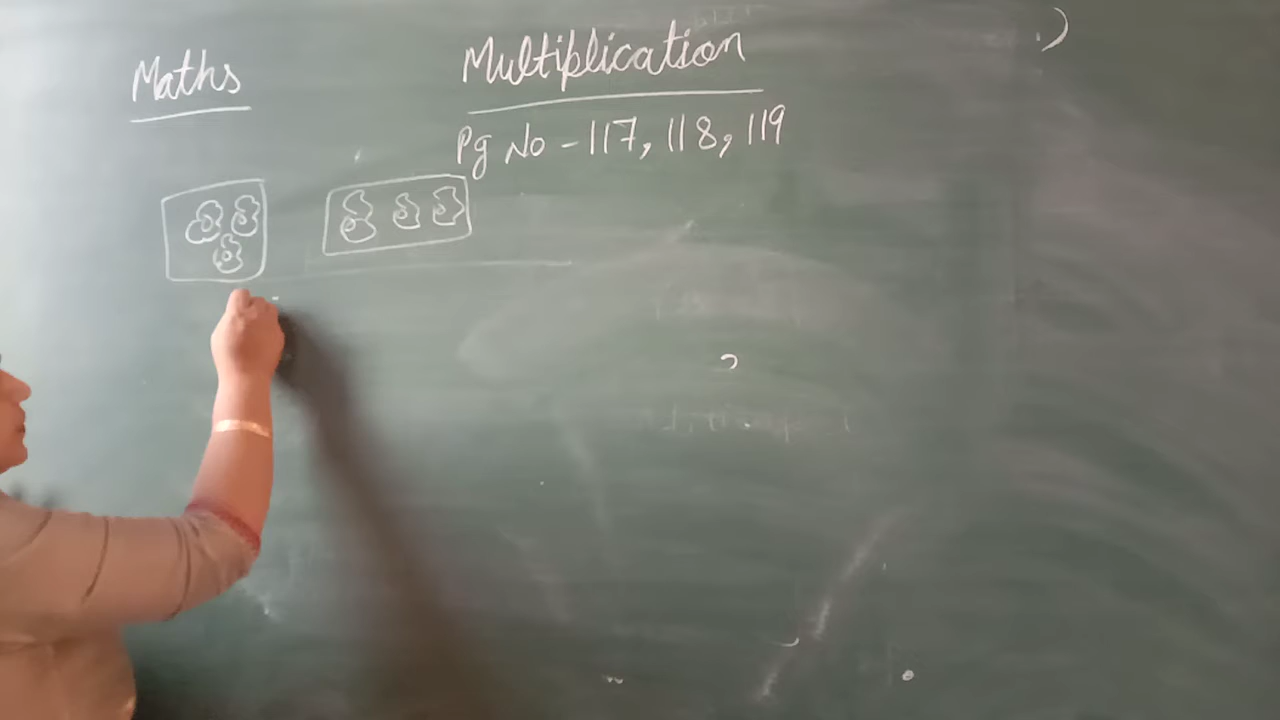 Maths
Multiplication
Pg No - 117, 118, 119